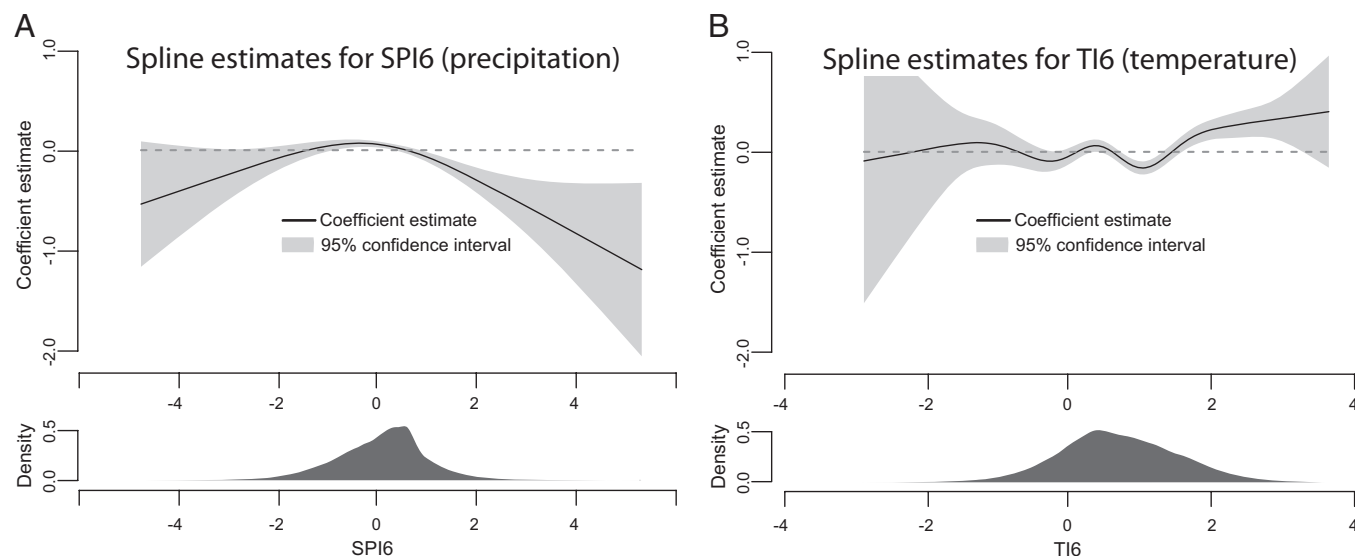 A
Spline estimates for SPI6 (precipitation)
Coefficient estimate
1.0
0.0
-1.0
-2.0
Coefficient estimate
95% confidence interval
-4 -2 0 2 4
Density
0.5
0.0
-4 -2 0 2 4
SPI6
B
Spline estimates for TI6 (temperature)
Coefficient estimate
1.0
0.0
-1.0
-2.0
Coefficient estimate
95% confidence interval
-4 -2 0 2 4
Density
0.5
0.0
-4 -2 0 2 4
TI6